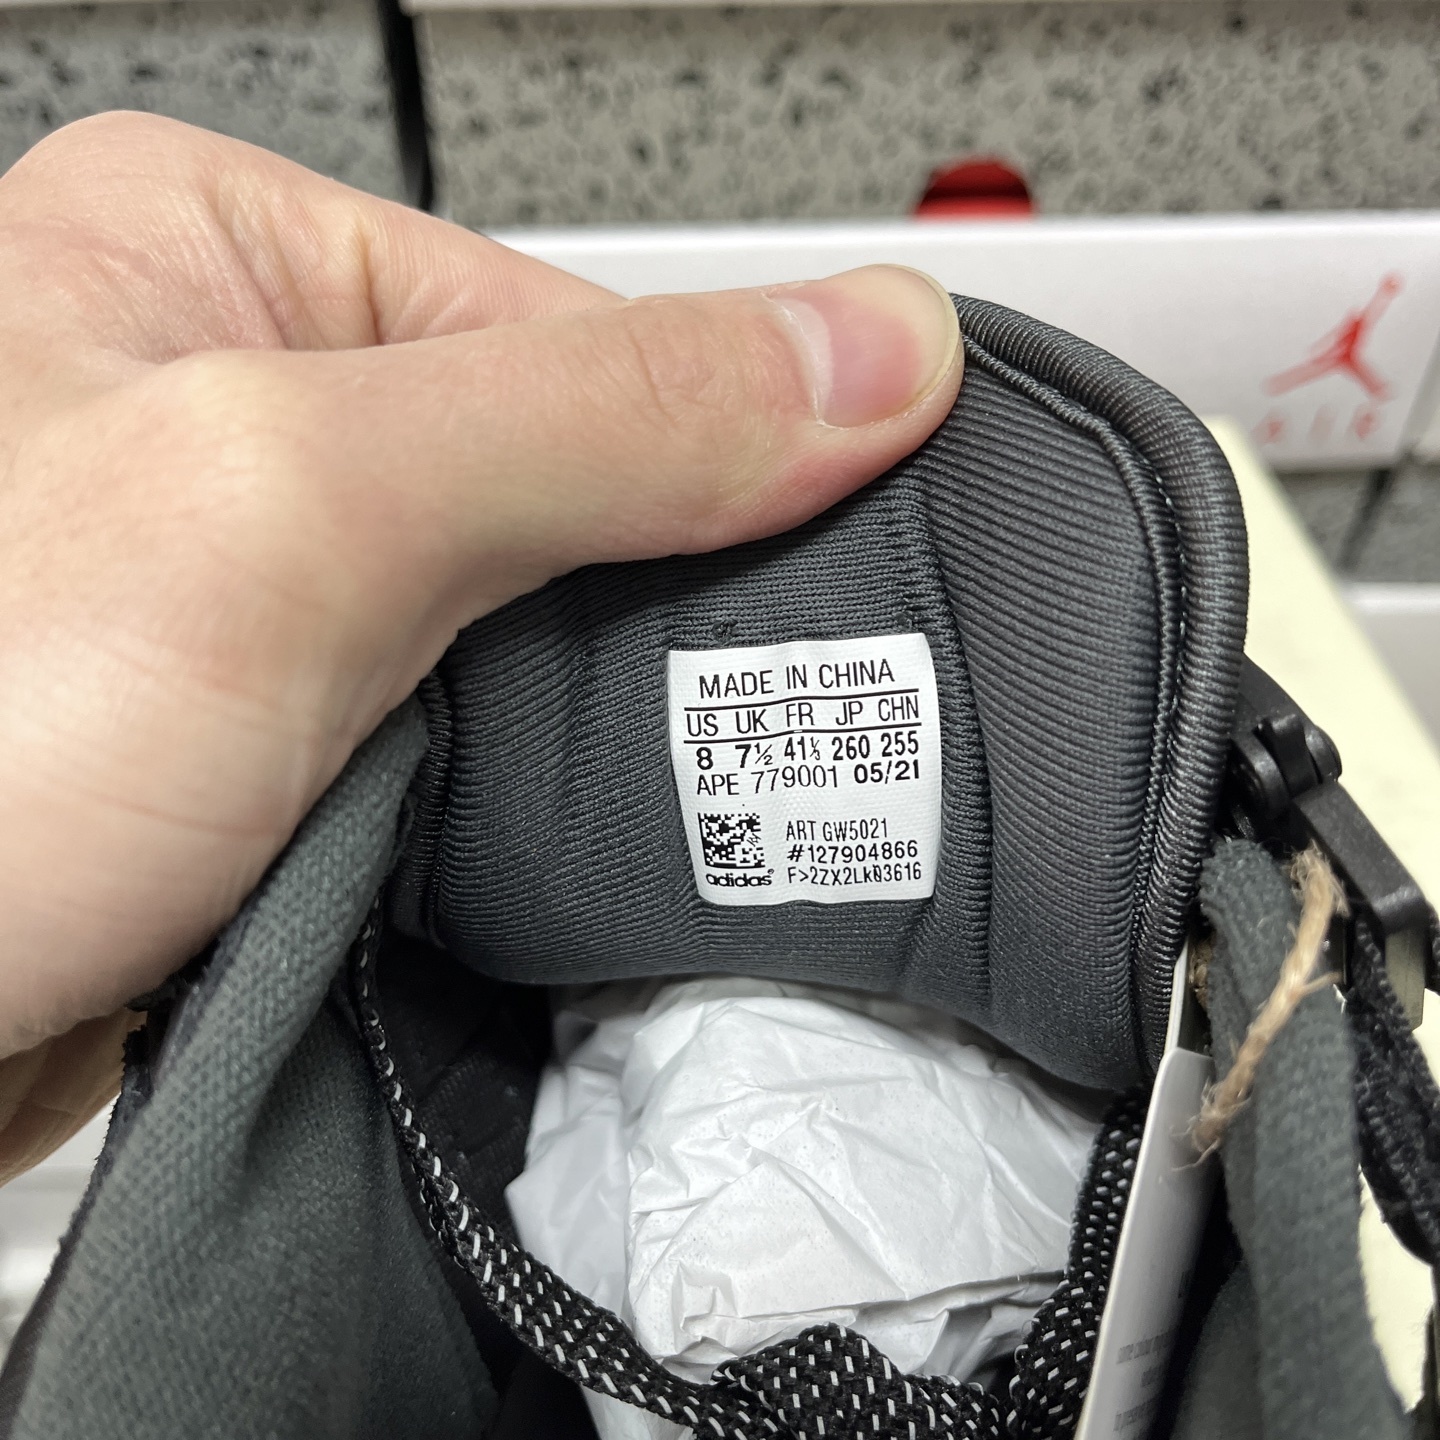 MADE IN CHINA
US UK FR JP CHN
8 7½ 41⅓ 260 255
APE 779001 05/21
ART GW5021
#127904866
adidas® F>2ZX2Lk03616
AIR